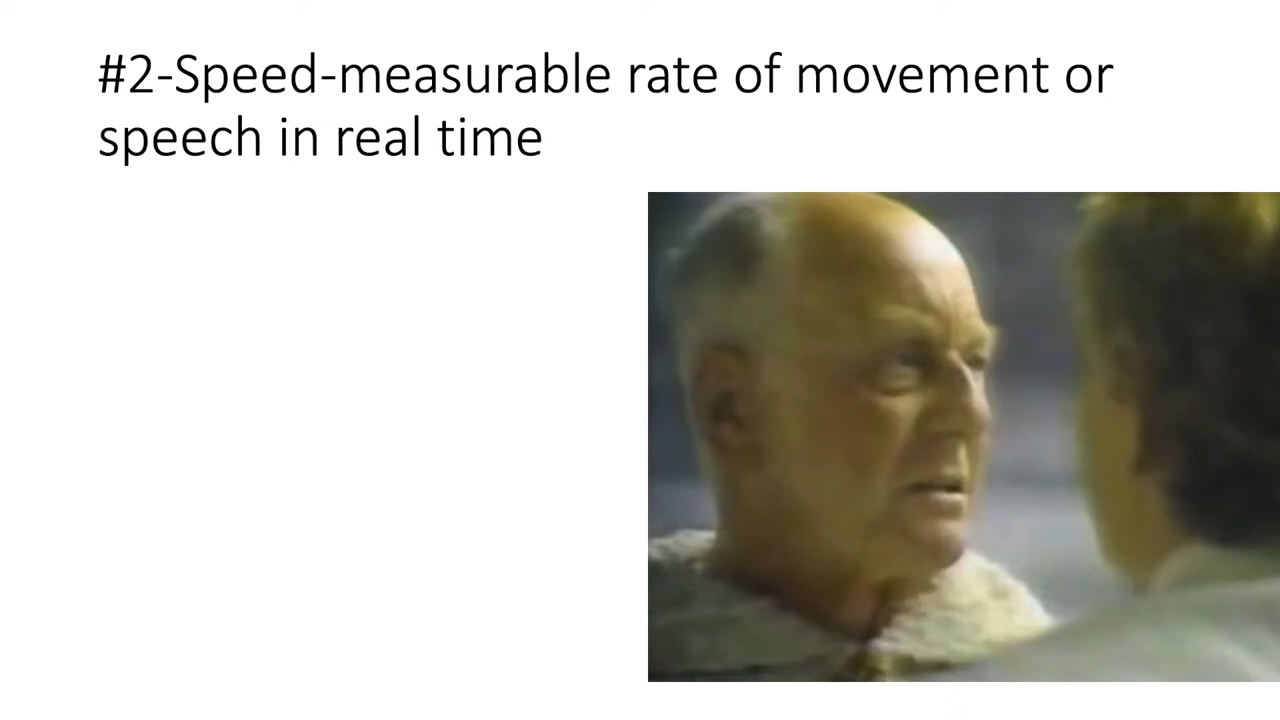 #2-Speed-measurable rate of movement or
speech in real time